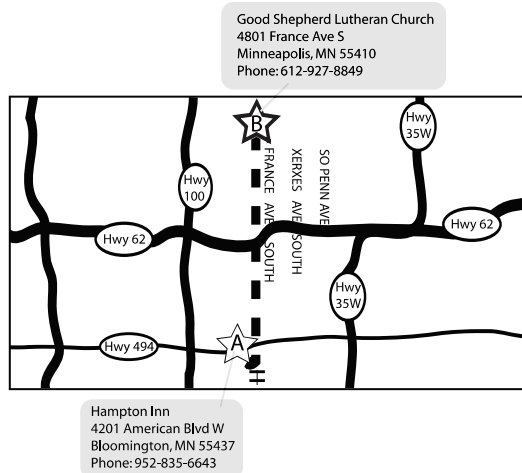 Good Shepherd Lutheran Church
4801 France Ave S
Minneapolis, MN 55410
Phone: 612-927-8849
B
Hwy
35W
FRANCE AVE SOUTH
XERXES AVE SOUTH
SO PENN AVE
Hwy
100
Hwy 62
Hwy 62
Hwy
35W
A
Hwy 494
Hampton Inn
4201 American Blvd W
Bloomington, MN 55437
Phone: 952-835-6643